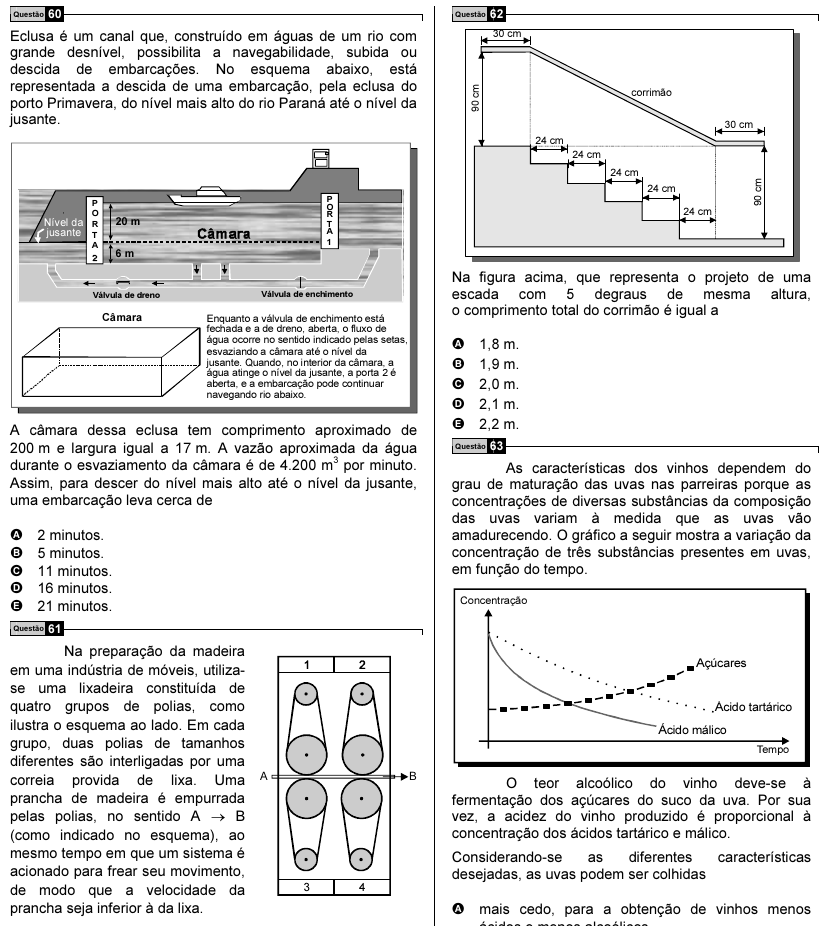 Questão 60
Eclusa é um canal que, construído em águas de um rio com
grande desnível, possibilita a navegabilidade, subida ou
descida de embarcações. No esquema abaixo, está
representada a descida de uma embarcação, pela eclusa do
porto Primavera, do nível mais alto do rio Paraná até o nível da
jusante.
PORTA 2
PORTA 1
Nível da
jusante
20 m
Câmara
6 m
Válvula de dreno
Válvula de enchimento
Câmara
Enquanto a válvula de enchimento está
fechada e a de dreno, aberta, o fluxo de
água ocorre no sentido indicado pelas setas,
esvaziando a câmara até o nível da
jusante. Quando, no interior da câmara, a
água atinge o nível da jusante, a porta 2 é
aberta, e a embarcação pode continuar
navegando rio abaixo.
A câmara dessa eclusa tem comprimento aproximado de
200 m e largura igual a 17 m. A vazão aproximada da água
durante o esvaziamento da câmara é de 4.200 m³ por minuto.
Assim, para descer do nível mais alto até o nível da jusante,
uma embarcação leva cerca de
A 2 minutos.
B 5 minutos.
C 11 minutos.
D 16 minutos.
E 21 minutos.
Questão 61
Na preparação da madeira
em uma indústria de móveis, utiliza-
se uma lixadeira constituída de
quatro grupos de polias, como
ilustra o esquema ao lado. Em cada
grupo, duas polias de tamanhos
diferentes são interligadas por uma
correia provida de lixa. Uma
prancha de madeira é empurrada
pelas polias, no sentido A → B
(como indicado no esquema), ao
mesmo tempo em que um sistema é
acionado para frear seu movimento,
de modo que a velocidade da
prancha seja inferior à da lixa.
1 2
A B
3 4
Questão 62
30 cm
90 cm
corrimão
30 cm
24 cm
24 cm
24 cm
24 cm
24 cm
90 cm
Na figura acima, que representa o projeto de uma
escada com 5 degraus de mesma altura,
o comprimento total do corrimão é igual a
A 1,8 m.
B 1,9 m.
C 2,0 m.
D 2,1 m.
E 2,2 m.
Questão 63
As características dos vinhos dependem do
grau de maturação das uvas nas parreiras porque as
concentrações de diversas substâncias da composição
das uvas variam à medida que as uvas vão
amadurecendo. O gráfico a seguir mostra a variação da
concentração de três substâncias presentes em uvas,
em função do tempo.
Concentração
Açúcares
Ácido tartárico
Ácido málico
Tempo
O teor alcoólico do vinho deve-se à
fermentação dos açúcares do suco da uva. Por sua
vez, a acidez do vinho produzido é proporcional à
concentração dos ácidos tartárico e málico.
Considerando-se as diferentes características
desejadas, as uvas podem ser colhidas
A mais cedo, para a obtenção de vinhos menos